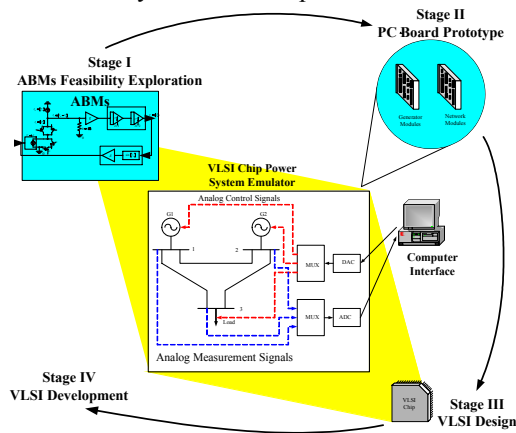 Stage II
PC Board Prototype
Stage I
ABMs Feasibility Exploration
ABMs
Generator
Modules
Network
Modules
VLSI Chip Power
System Emulator
Analog Control Signals
G1
G2
1
2
MUX
DAC
Computer
Interface
3
MUX
ADC
Load
Analog Measurement Signals
Stage IV
VLSI Development
VLSI
Chip
Stage III
VLSI Design